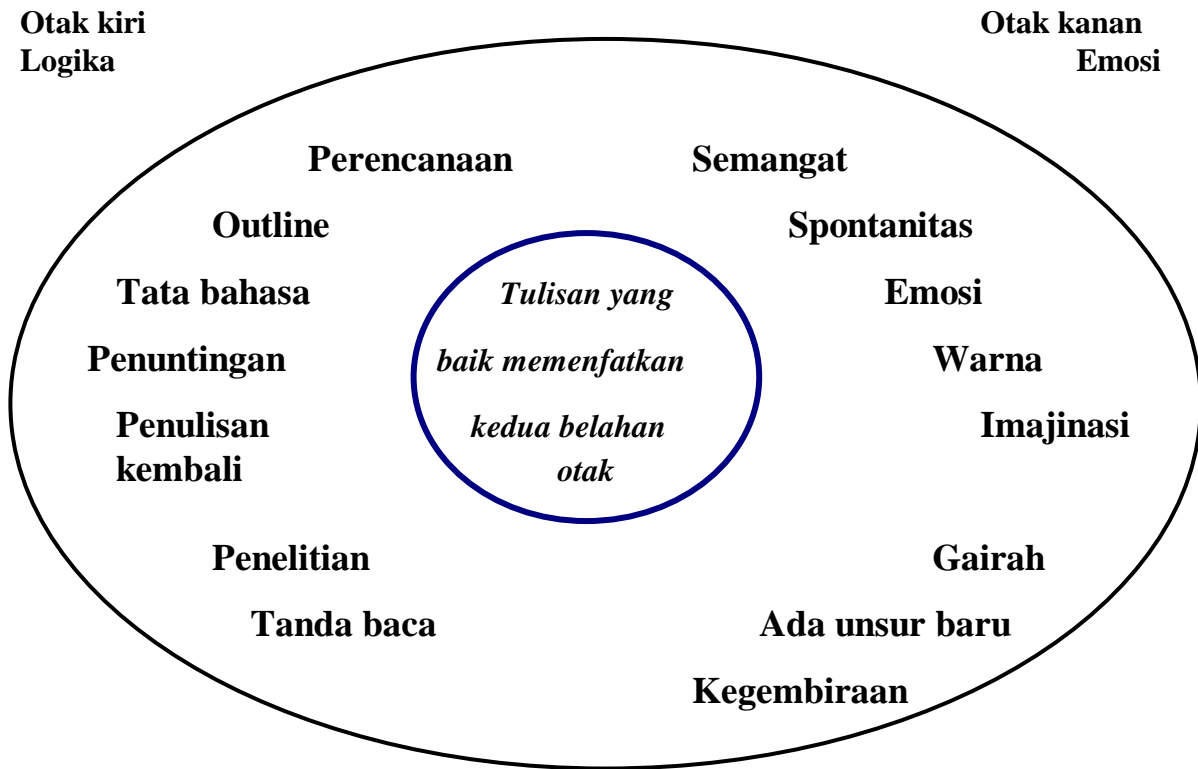 Otak kiri
Logika
Otak kanan
Emosi
Perencanaan
Semangat
Outline
Spontanitas
Tata bahasa
Tulisan yang
Emosi
Penuntingan
baik memenfatkan
Warna
Penulisan
kembali
kedua belahan
otak
Imajinasi
Penelitian
Gairah
Tanda baca
Ada unsur baru
Kegembiraan